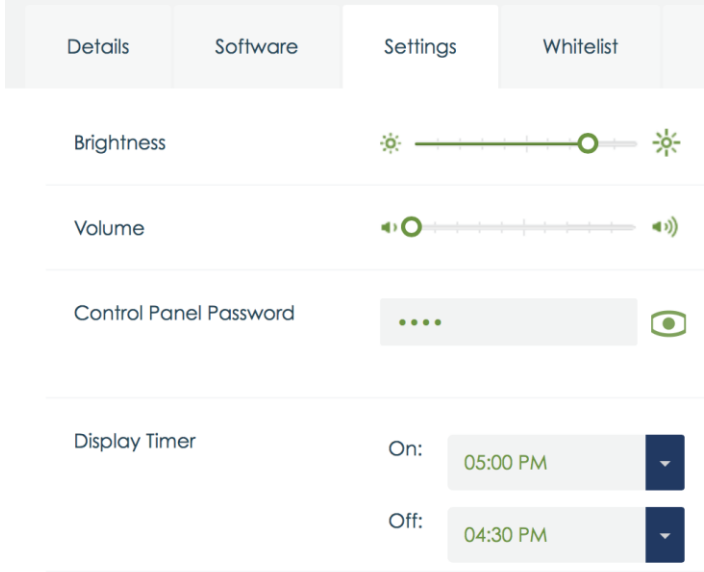 Details Software Settings Whitelist
Brightness
Volume
Control Panel Password ••••
Display Timer On: 05:00 PM
Off: 04:30 PM